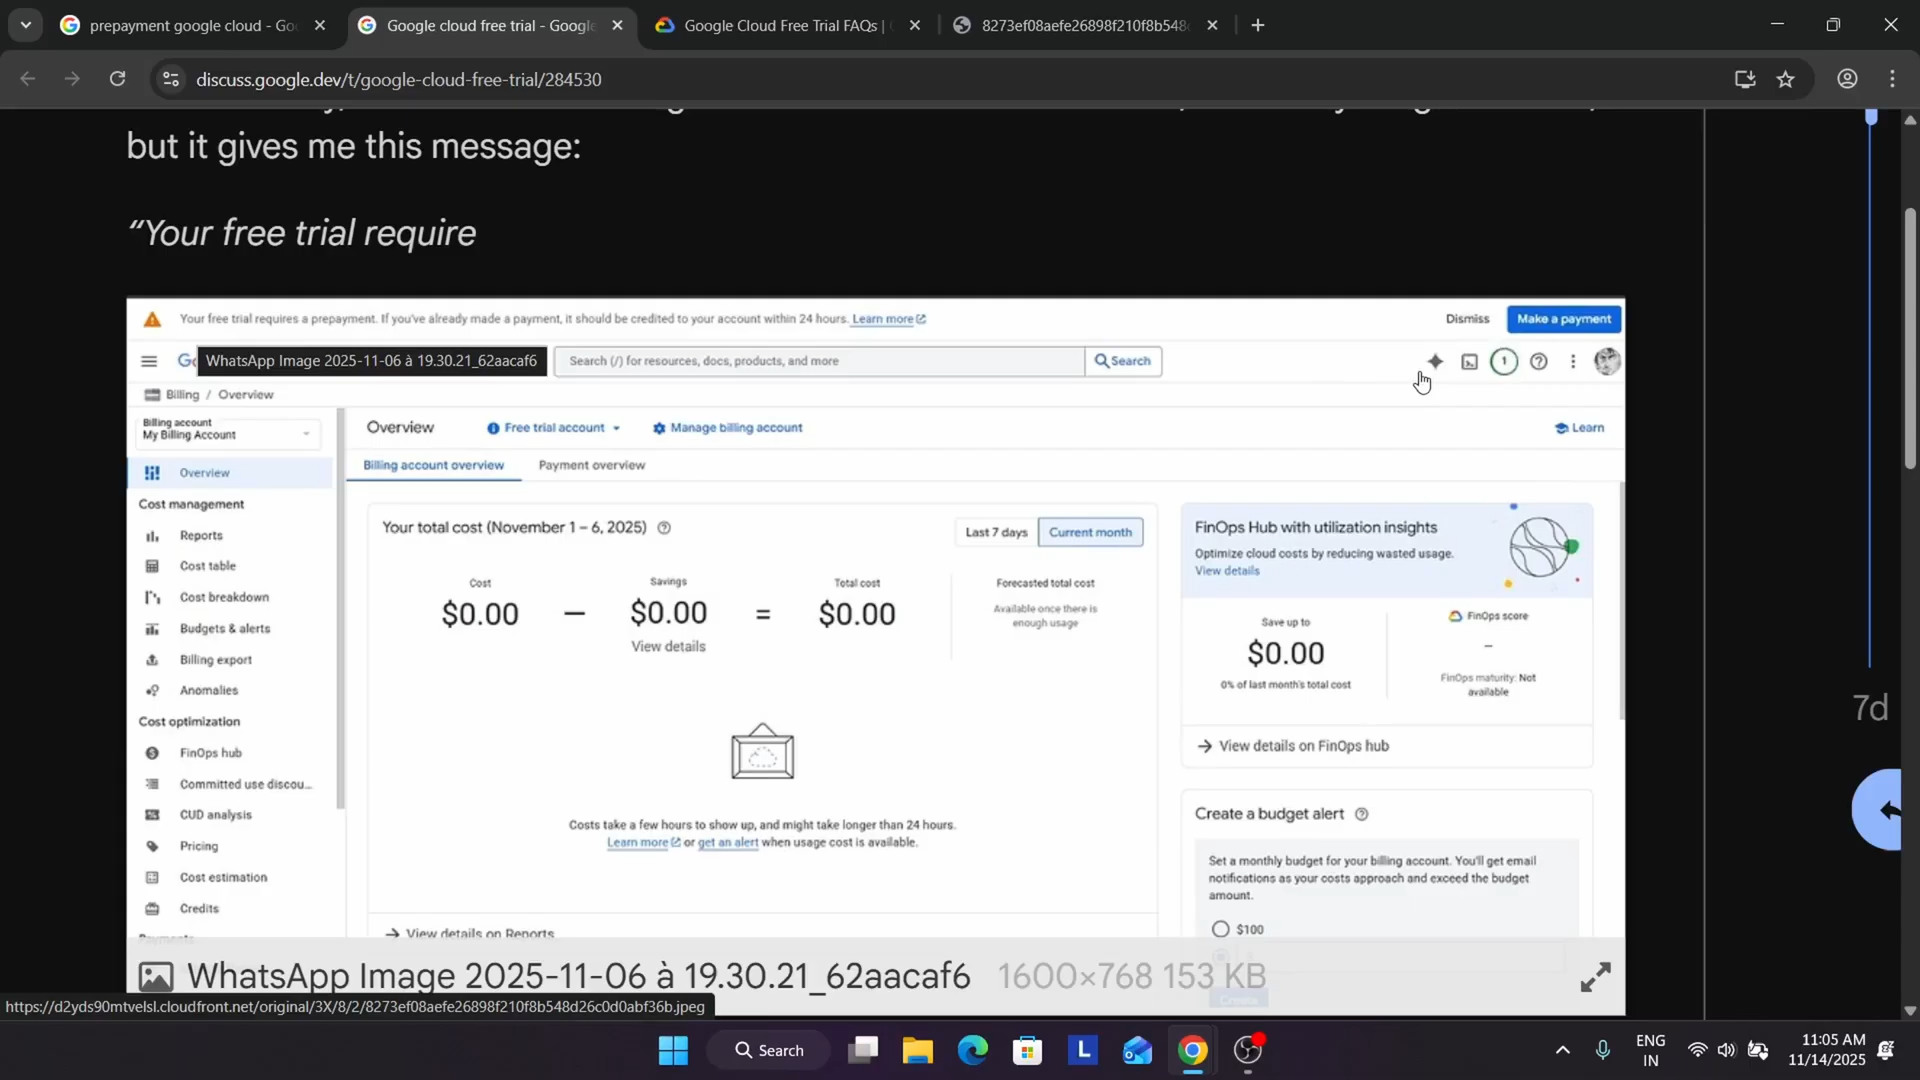 prepayment google cloud - Go
Google cloud free trial - Google
Google Cloud Free Trial FAQs |
8273ef08aefe26898f210f8b548
discuss.google.dev/t/google-cloud-free-trial/284530
but it gives me this message:
“Your free trial require
Your free trial requires a prepayment. If you've already made a payment, it should be credited to your account within 24 hours. Learn more
Dismiss
Make a payment
WhatsApp Image 2025-11-06 à 19.30.21_62aacaf6
Search (/) for resources, docs, products, and more
Search
1
Billing / Overview
Billing account
My Billing Account
Overview
Free trial account
Manage billing account
Learn
Overview
Billing account overview
Payment overview
Cost management
Reports
Cost table
Cost breakdown
Budgets & alerts
Billing export
Anomalies
Cost optimization
FinOps hub
Committed use discou...
CUD analysis
Pricing
Cost estimation
Credits
Payments
Your total cost (November 1 – 6, 2025)
Last 7 days
Current month
Cost
Savings
Total cost
Forecasted total cost
$0.00 – $0.00 = $0.00
Available once there is
enough usage
View details
Costs take a few hours to show up, and might take longer than 24 hours.
Learn more or get an alert when usage cost is available.
View details on Reports
FinOps Hub with utilization insights
Optimize cloud costs by reducing wasted usage.
View details
Save up to
$0.00
0% of last month's total cost
FinOps score
–
FinOps maturity: Not
available
View details on FinOps hub
Create a budget alert
Set a monthly budget for your billing account. You'll get email
notifications as your costs approach and exceed the budget
amount.
$100
WhatsApp Image 2025-11-06 à 19.30.21_62aacaf6 1600×768 153 KB
7d
https://d2yds90mtvelsl.cloudfront.net/original/3X/8/2/8273ef08aefe26898f210f8b548d26c0d0abf36b.jpeg
Search
L
ENG
IN
11:05 AM
11/14/2025